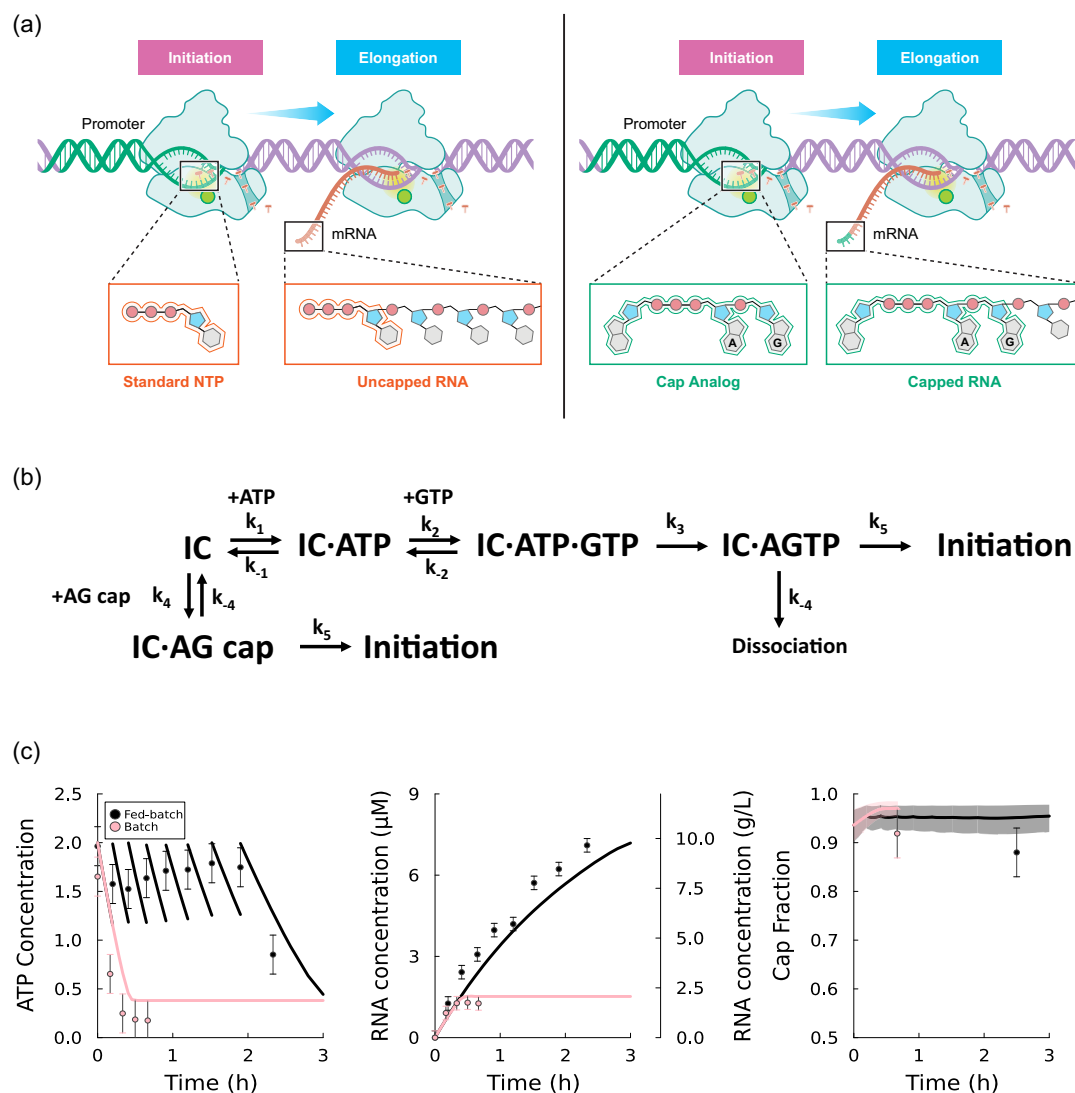 (a)
Initiation
Elongation
Promoter
mRNA
Standard NTP
Uncapped RNA
Initiation
Elongation
Promoter
mRNA
A
G
A
G
Cap Analog
Capped RNA
(b)
+ATP
+GTP
IC
k1
k-1
IC·ATP
k2
k-2
IC·ATP·GTP
k3
IC·AGTP
k5
Initiation
+AG cap
k4
k-4
k-4
IC·AG cap
k5
Initiation
Dissociation
(c)
ATP Concentration
2.5
2.0
1.5
1.0
0.5
0.0
Fed-batch
Batch
0
1
2
3
Time (h)
RNA concentration (μM)
9
6
3
0
0
1
2
3
Time (h)
10.0
7.5
5.0
2.5
0.0
RNA concentration (g/L)
Cap Fraction
1.0
0.9
0.8
0.7
0.6
0.5
0
1
2
3
Time (h)